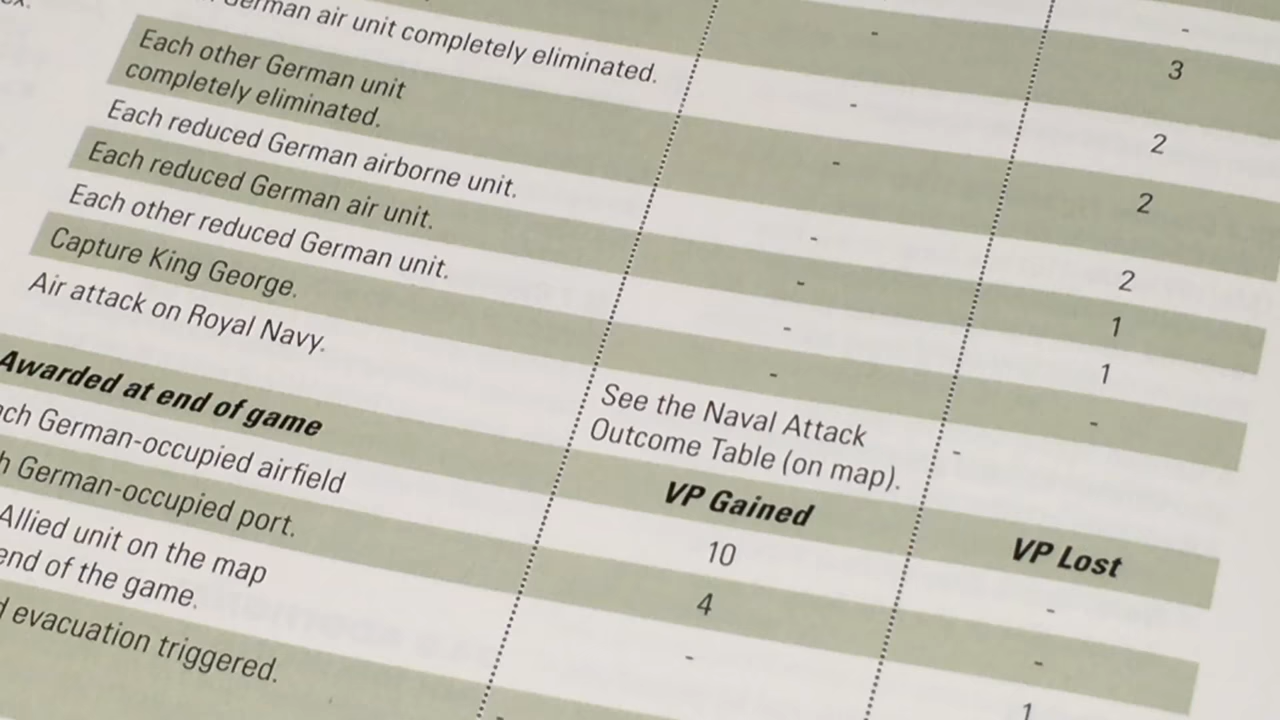 -
- 3
German air unit completely eliminated. - 2
Each other German unit
completely eliminated. - 2
Each reduced German airborne unit. - 2
Each reduced German air unit. - 1
Each other reduced German unit. - 1
Capture King George. - -
Air attack on Royal Navy. See the Naval Attack
Outcome Table (on map). -
Awarded at end of game VP Gained VP Lost
German-occupied airfield 10 -
German-occupied port. 4 -
Allied unit on the map
end of the game. - 1
evacuation triggered. -